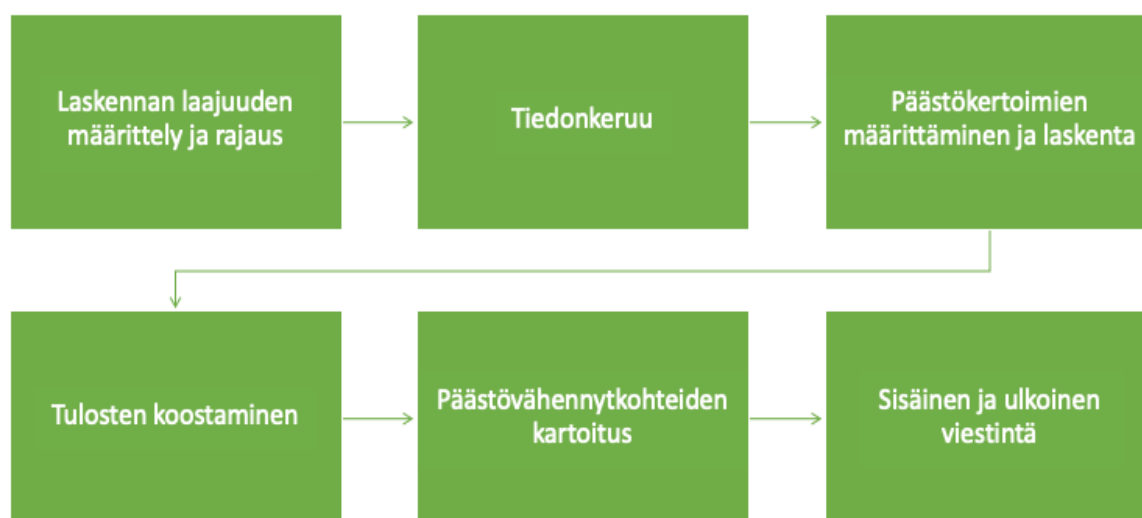 Laskennan laajuuden
määrittely ja rajaus
Tiedonkeruu
Päästökertoimien
määrittäminen ja laskenta
Tulosten koostaminen
Päästövähennytkohteiden
kartoitus
Sisäinen ja ulkoinen
viestintä